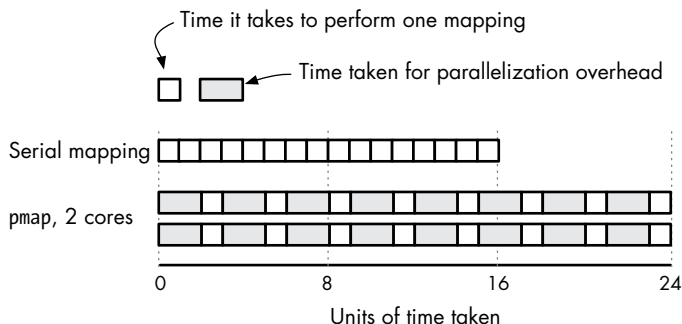 Time it takes to perform one mapping
Time taken for parallelization overhead
Serial mapping
pmap, 2 cores
0 8 16 24
Units of time taken